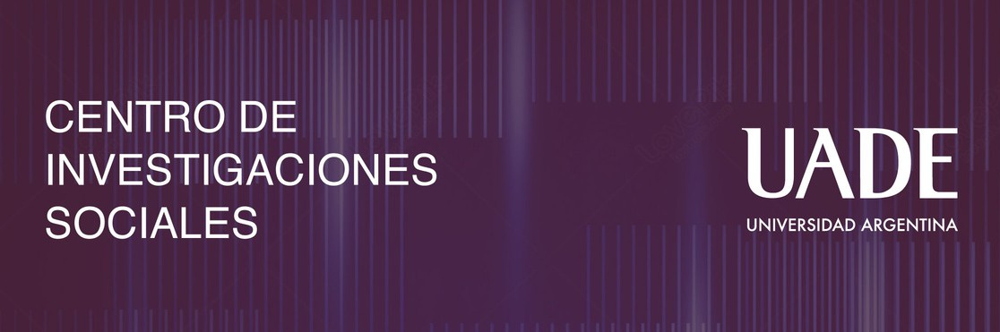 CENTRO DE
INVESTIGACIONES
SOCIALES
UADE
UNIVERSIDAD ARGENTINA